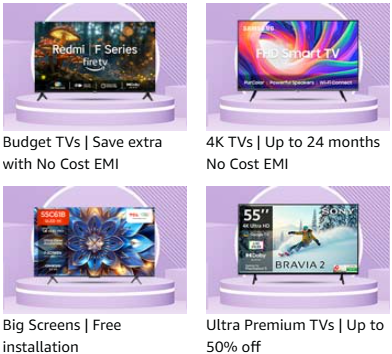 Redmi | F Series
fire tv
Budget TVs | Save extra
with No Cost EMI
SAMSUNG
FHD Smart TV
PurColor | Powerful Speakers | Wi-Fi Connect
4K TVs | Up to 24 months
No Cost EMI
55C61B
TCL
Big Screens | Free
installation
55’’
SONY
4K Ultra HD
BRAVIA 2
Ultra Premium TVs | Up to
50% off